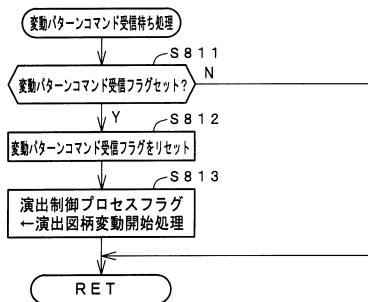 変動パターンコマンド受信待ち処理
S811
変動パターンコマンド受信フラグセット?
N
Y
S812
変動パターンコマンド受信フラグをリセット
S813
演出制御プロセスフラグ
←演出図柄変動開始処理
RET